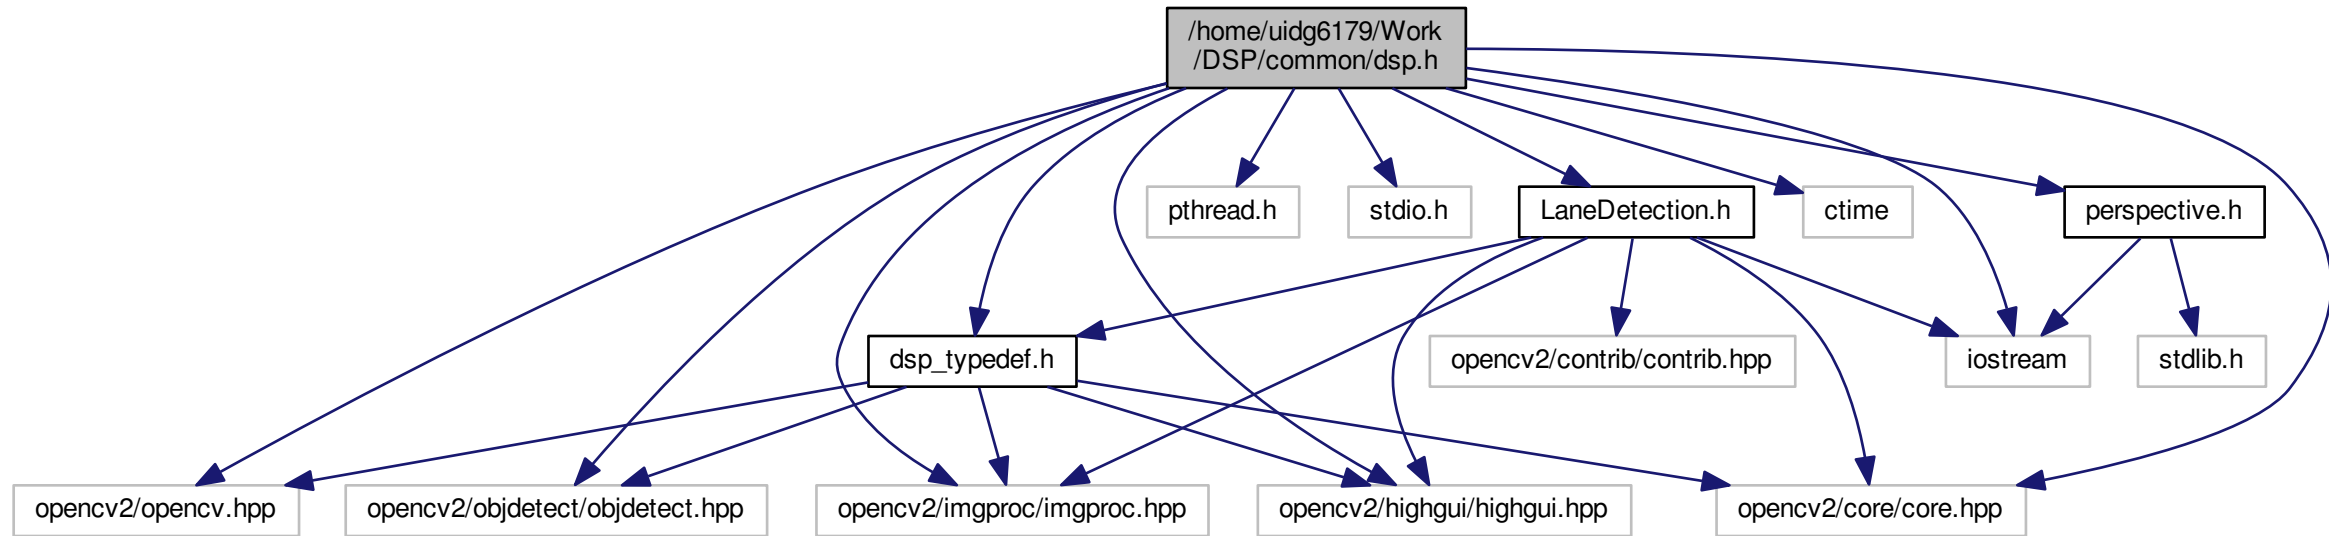 /home/uidg6179/Work
/DSP/common/dsp.h
pthread.h
stdio.h
LaneDetection.h
ctime
perspective.h
dsp_typedef.h
opencv2/contrib/contrib.hpp
iostream
stdlib.h
opencv2/opencv.hpp
opencv2/objdetect/objdetect.hpp
opencv2/imgproc/imgproc.hpp
opencv2/highgui/highgui.hpp
opencv2/core/core.hpp